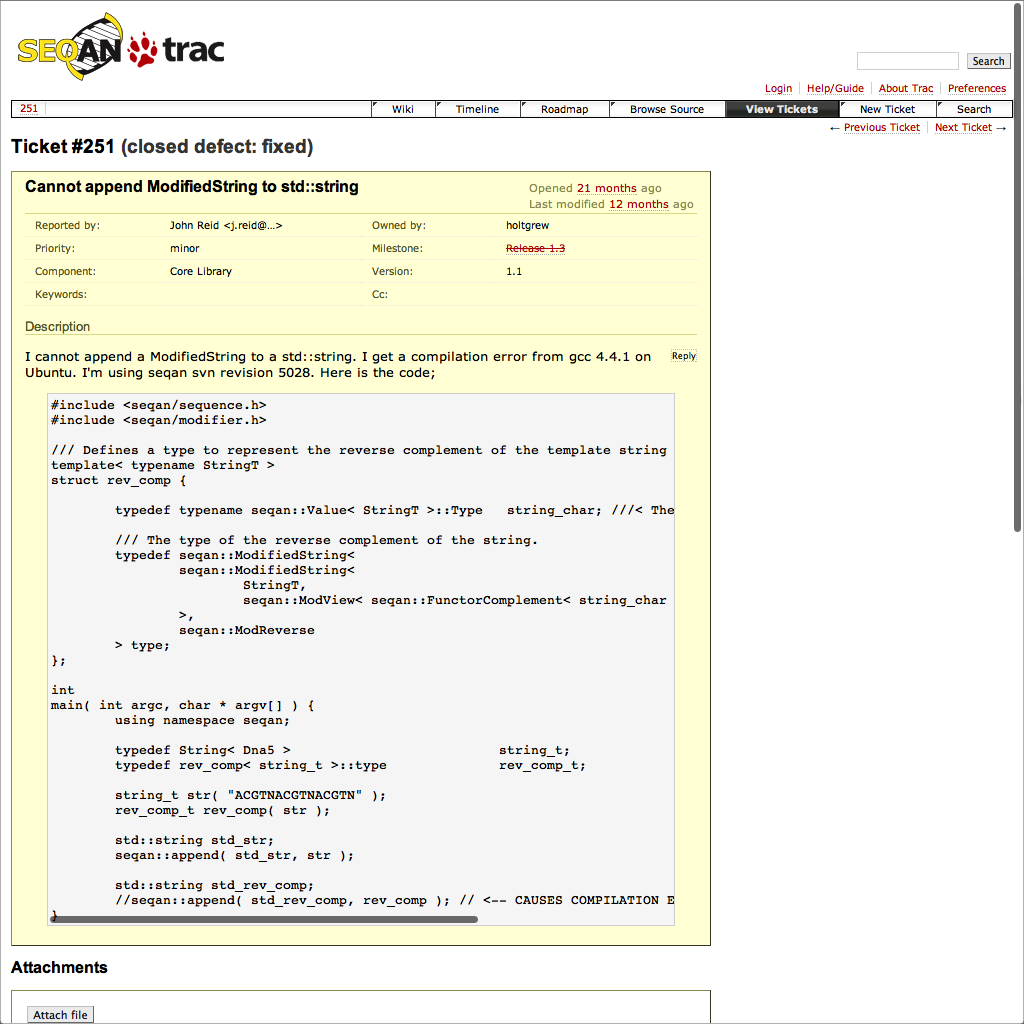 SEQAN trac
Search
Login Help/Guide About Trac Preferences
251 Wiki Timeline Roadmap Browse Source View Tickets New Ticket Search
← Previous Ticket Next Ticket →
Ticket #251 (closed defect: fixed)
Cannot append ModifiedString to std::string
Opened 21 months ago
Last modified 12 months ago
Reported by: John Reid <j.reid@…> Owned by: holtgrew
Priority: minor Milestone: Release 1.3
Component: Core Library Version: 1.1
Keywords: Cc:
Description
I cannot append a ModifiedString to a std::string. I get a compilation error from gcc 4.4.1 on Reply
Ubuntu. I'm using seqan svn revision 5028. Here is the code;
#include <seqan/sequence.h>
#include <seqan/modifier.h>
/// Defines a type to represent the reverse complement of the template string
template< typename StringT >
struct rev_comp {
typedef typename seqan::Value< StringT >::Type string_char; ///< The
/// The type of the reverse complement of the string.
typedef seqan::ModifiedString<
seqan::ModifiedString<
StringT,
seqan::ModView< seqan::FunctorComplement< string_char
>,
seqan::ModReverse
> type;
};
int
main( int argc, char * argv[] ) {
using namespace seqan;
typedef String< Dna5 > string_t;
typedef rev_comp< string_t >::type rev_comp_t;
string_t str( "ACGTNACGTNACGTN" );
rev_comp_t rev_comp( str );
std::string std_str;
seqan::append( std_str, str );
std::string std_rev_comp;
//seqan::append( std_rev_comp, rev_comp ); // <-- CAUSES COMPILATION E
}
Attachments
Attach file